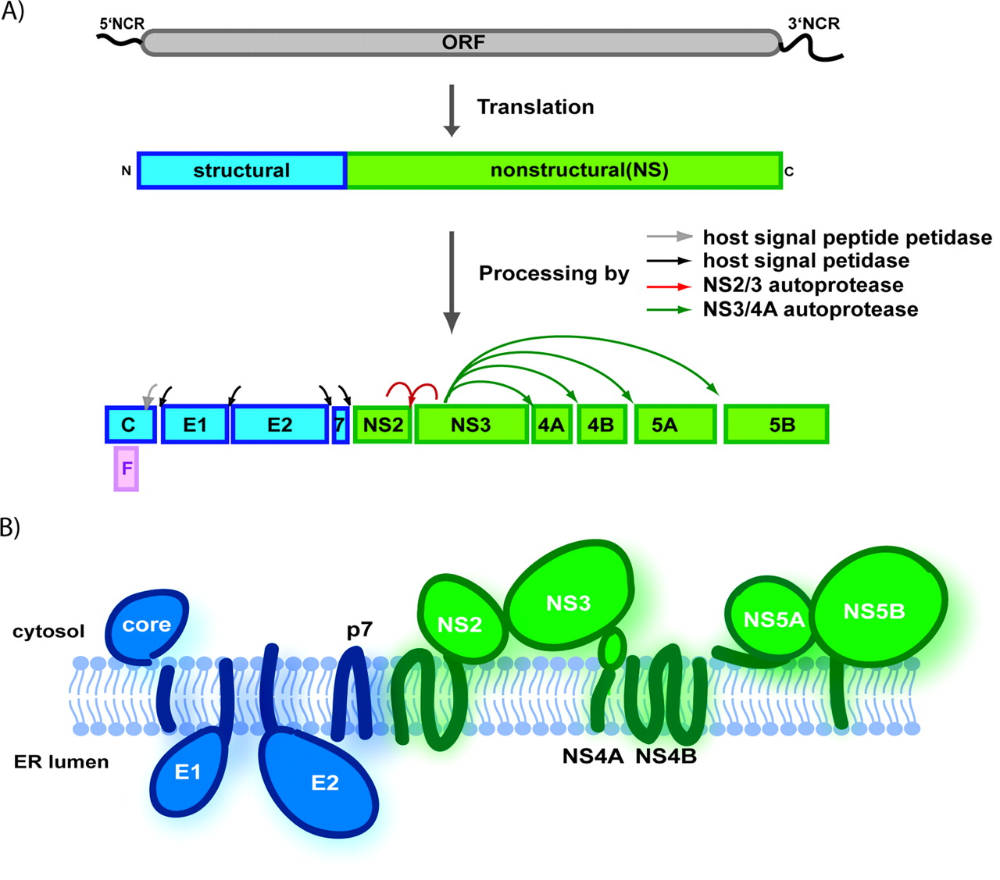 A)
5'NCR
3'NCR
ORF
Translation
N
structural
nonstructural(NS)
C
Processing by
host signal peptide petidase
host signal petidase
NS2/3 autoprotease
NS3/4A autoprotease
C
E1
E2
7
NS2
NS3
4A
4B
5A
5B
F
B)
cytosol
core
p7
NS2
NS3
NS5A
NS5B
ER lumen
E1
E2
NS4A
NS4B